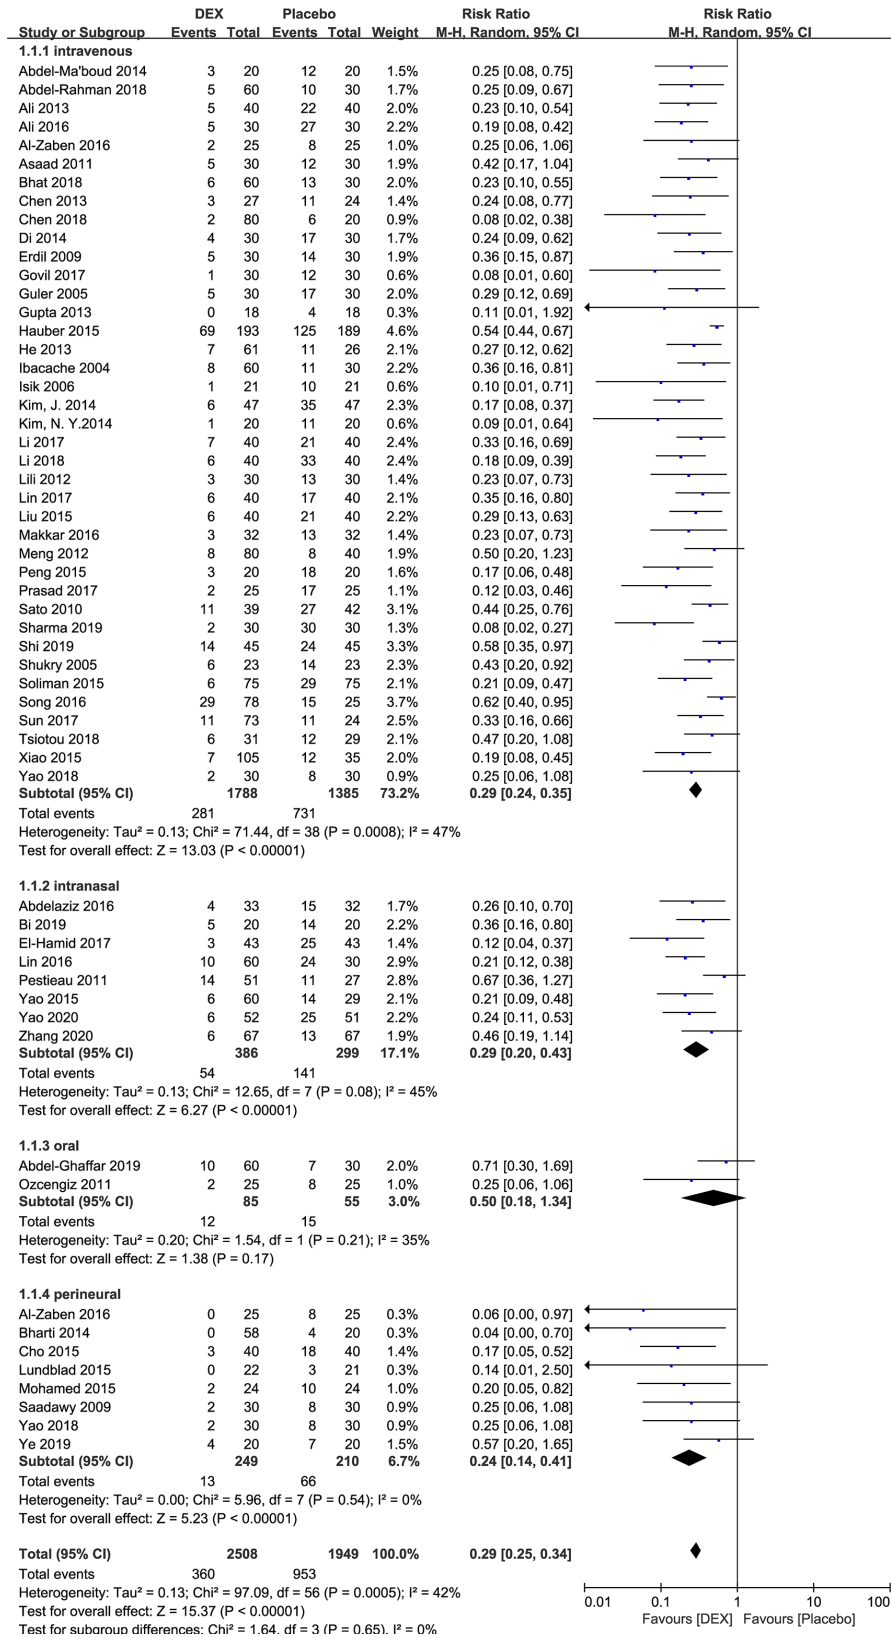 DEX Placebo Risk Ratio Risk Ratio
Study or Subgroup Events Total Events Total Weight M-H, Random, 95% CI M-H, Random, 95% CI
1.1.1 intravenous
Abdel-Ma'boud 2014 3 20 12 20 1.5% 0.25 [0.08, 0.75]
Abdel-Rahman 2018 5 60 10 30 1.7% 0.25 [0.09, 0.67]
Ali 2013 5 40 22 40 2.0% 0.23 [0.10, 0.54]
Ali 2016 5 30 27 30 2.2% 0.19 [0.08, 0.42]
Al-Zaben 2016 2 25 8 25 1.0% 0.25 [0.06, 1.06]
Asaad 2011 5 30 12 30 1.9% 0.42 [0.17, 1.04]
Bhat 2018 6 60 13 30 2.0% 0.23 [0.10, 0.55]
Chen 2013 3 27 11 24 1.5% 0.24 [0.08, 0.77]
Chen 2018 2 80 6 20 0.9% 0.08 [0.02, 0.38]
Di 2014 4 30 17 30 1.7% 0.24 [0.09, 0.62]
Erdil 2009 5 30 14 30 1.9% 0.36 [0.15, 0.87]
Govil 2017 1 30 12 30 0.6% 0.08 [0.01, 0.60]
Guler 2005 5 30 17 30 2.0% 0.29 [0.12, 0.69]
Gupta 2013 0 18 4 18 0.3% 0.11 [0.01, 1.92]
Hauber 2015 69 193 125 189 4.6% 0.54 [0.44, 0.67]
He 2013 7 61 11 26 2.1% 0.27 [0.12, 0.62]
Ibacache 2004 8 60 11 30 2.2% 0.36 [0.16, 0.81]
Isik 2006 1 21 10 21 0.6% 0.10 [0.01, 0.71]
Kim, J. 2014 6 47 35 47 2.3% 0.17 [0.08, 0.37]
Kim, N. Y.2014 1 20 11 20 0.6% 0.09 [0.01, 0.64]
Li 2017 7 40 21 40 2.4% 0.33 [0.16, 0.69]
Li 2018 6 40 33 40 2.4% 0.18 [0.09, 0.39]
Lili 2012 3 30 13 30 1.4% 0.23 [0.07, 0.73]
Lin 2017 6 40 17 40 2.1% 0.35 [0.16, 0.80]
Liu 2015 6 40 21 40 2.2% 0.29 [0.13, 0.63]
Makkar 2016 3 32 13 32 1.4% 0.23 [0.07, 0.73]
Meng 2012 8 80 8 40 1.9% 0.50 [0.20, 1.23]
Peng 2015 3 20 18 20 1.6% 0.17 [0.06, 0.48]
Prasad 2017 2 25 17 25 1.1% 0.12 [0.03, 0.46]
Sato 2010 11 39 27 42 3.1% 0.44 [0.25, 0.76]
Sharma 2019 2 30 30 30 1.3% 0.08 [0.02, 0.27]
Shi 2019 14 45 24 45 3.3% 0.58 [0.35, 0.97]
Shukry 2005 6 23 14 23 2.3% 0.43 [0.20, 0.92]
Soliman 2015 6 75 29 75 2.1% 0.21 [0.09, 0.47]
Song 2016 29 78 15 25 3.7% 0.62 [0.40, 0.95]
Sun 2017 11 73 11 24 2.5% 0.33 [0.16, 0.66]
Tsiotou 2018 6 31 12 29 2.1% 0.47 [0.20, 1.08]
Xiao 2015 7 105 12 35 2.0% 0.19 [0.08, 0.45]
Yao 2018 2 30 8 30 0.9% 0.25 [0.06, 1.08]
Subtotal (95% CI) 1788 1385 73.2% 0.29 [0.24, 0.35]
Total events 281 731
Heterogeneity: Tau² = 0.13; Chi² = 71.44, df = 38 (P = 0.0008); I² = 47%
Test for overall effect: Z = 13.03 (P < 0.00001)
1.1.2 intranasal
Abdelaziz 2016 4 33 15 32 1.7% 0.26 [0.10, 0.70]
Bi 2019 5 20 14 20 2.2% 0.36 [0.16, 0.80]
El-Hamid 2017 3 43 25 43 1.4% 0.12 [0.04, 0.37]
Lin 2016 10 60 24 30 2.9% 0.21 [0.12, 0.38]
Pestieau 2011 14 51 11 27 2.8% 0.67 [0.36, 1.27]
Yao 2015 6 60 14 29 2.1% 0.21 [0.09, 0.48]
Yao 2020 6 52 25 51 2.2% 0.24 [0.11, 0.53]
Zhang 2020 6 67 13 67 1.9% 0.46 [0.19, 1.14]
Subtotal (95% CI) 386 299 17.1% 0.29 [0.20, 0.43]
Total events 54 141
Heterogeneity: Tau² = 0.13; Chi² = 12.65, df = 7 (P = 0.08); I² = 45%
Test for overall effect: Z = 6.27 (P < 0.00001)
1.1.3 oral
Abdel-Ghaffar 2019 10 60 7 30 2.0% 0.71 [0.30, 1.69]
Ozcengiz 2011 2 25 8 25 1.0% 0.25 [0.06, 1.06]
Subtotal (95% CI) 85 55 3.0% 0.50 [0.18, 1.34]
Total events 12 15
Heterogeneity: Tau² = 0.20; Chi² = 1.54, df = 1 (P = 0.21); I² = 35%
Test for overall effect: Z = 1.38 (P = 0.17)
1.1.4 perineural
Al-Zaben 2016 0 25 8 25 0.3% 0.06 [0.00, 0.97]
Bharti 2014 0 58 4 20 0.3% 0.04 [0.00, 0.70]
Cho 2015 3 40 18 40 1.4% 0.17 [0.05, 0.52]
Lundblad 2015 0 22 3 21 0.3% 0.14 [0.01, 2.50]
Mohamed 2015 2 24 10 24 1.0% 0.20 [0.05, 0.82]
Saadawy 2009 2 30 8 30 0.9% 0.25 [0.06, 1.08]
Yao 2018 2 30 8 30 0.9% 0.25 [0.06, 1.08]
Ye 2019 4 20 7 20 1.5% 0.57 [0.20, 1.65]
Subtotal (95% CI) 249 210 6.7% 0.24 [0.14, 0.41]
Total events 13 66
Heterogeneity: Tau² = 0.00; Chi² = 5.96, df = 7 (P = 0.54); I² = 0%
Test for overall effect: Z = 5.23 (P < 0.00001)
Total (95% CI) 2508 1949 100.0% 0.29 [0.25, 0.34]
Total events 360 953
Heterogeneity: Tau² = 0.13; Chi² = 97.09, df = 56 (P = 0.0005); I² = 42%
Test for overall effect: Z = 15.37 (P < 0.00001)
Test for subgroup differences: Chi² = 1.64, df = 3 (P = 0.65), I² = 0%
0.01 0.1 1 10 100
Favours [DEX] Favours [Placebo]